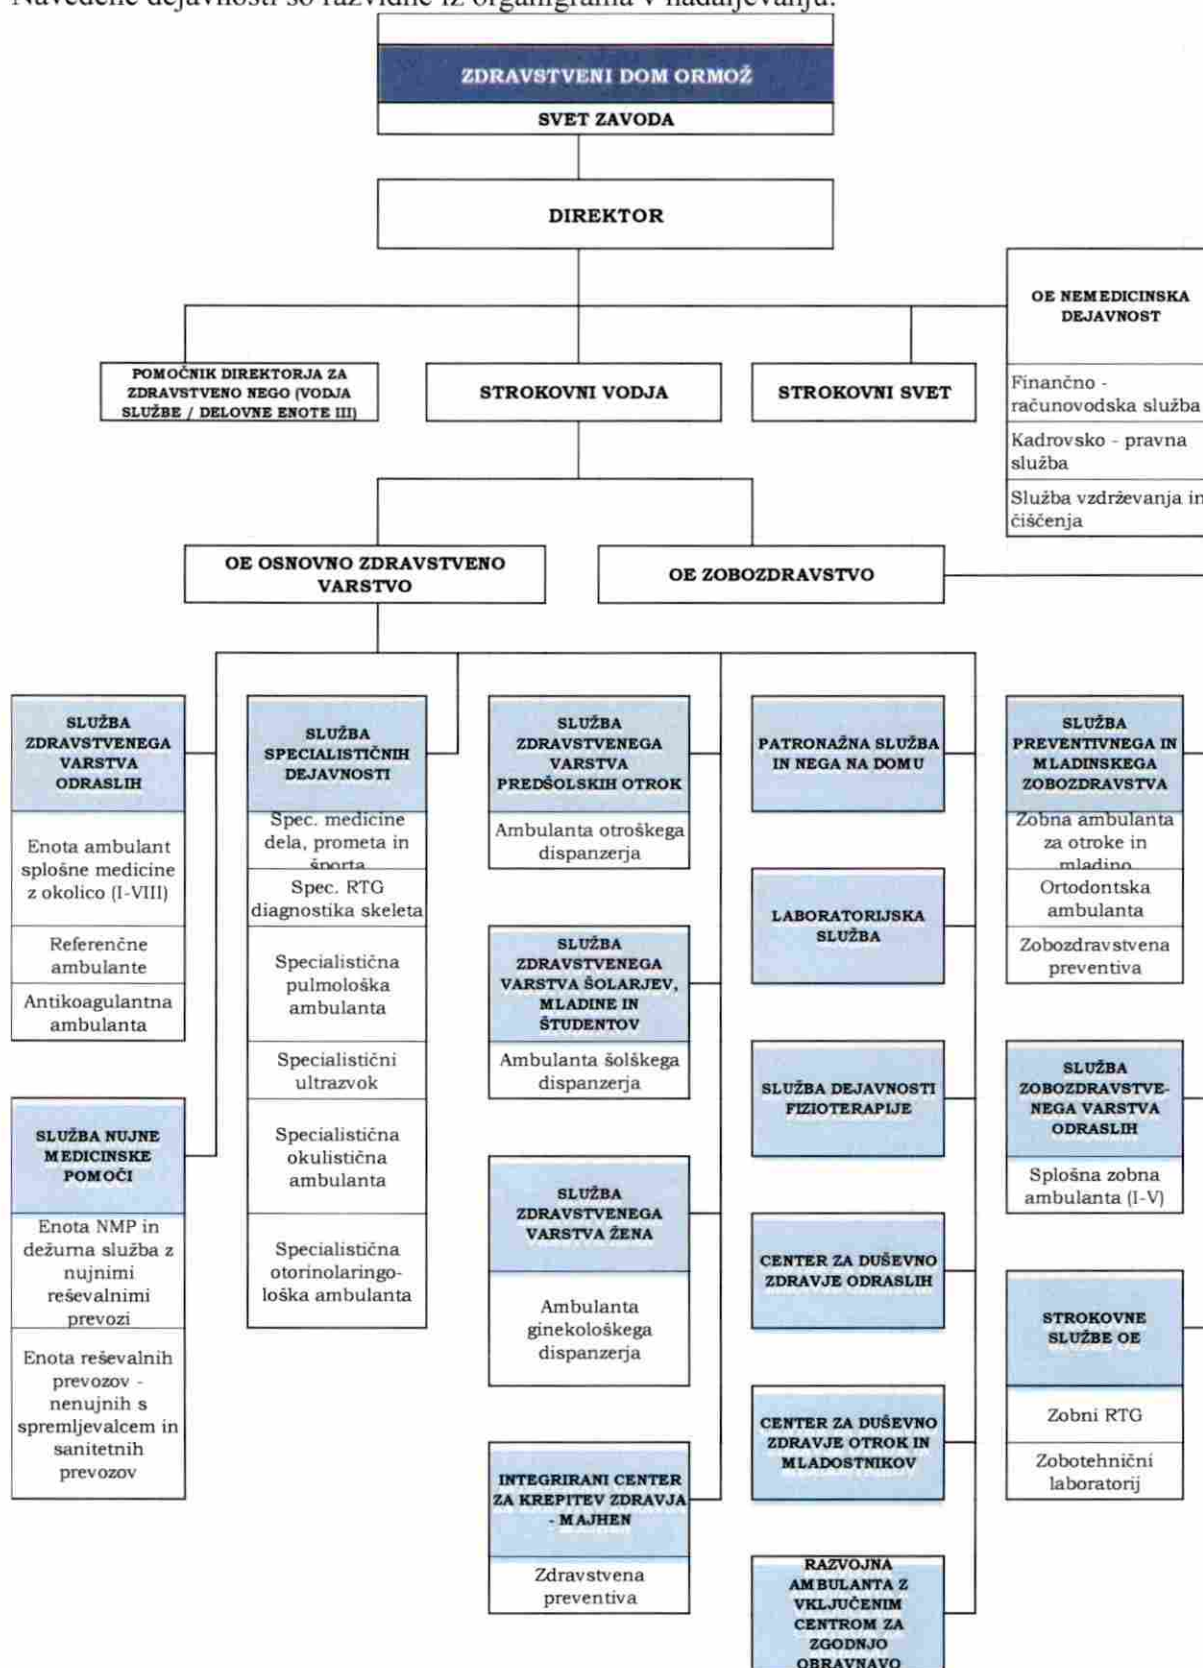 Navedene dejavnosti so razvidne iz organigrama v nadaljevanju:
ZDRAVSTVENI DOM ORMOŽ
SVET ZAVODA
DIREKTOR
OE NEMEDICINSKA
DEJAVNOST
Finančno -
računovodska služba
Kadrovsko - pravna
služba
Služba vzdrževanja in
čiščenja
POMOČNIK DIREKTORJA ZA
ZDRAVSTVENO NEGO (VODJA
SLUŽBE / DELOVNE ENOTE III)
STROKOVNI VODJA
STROKOVNI SVET
OE OSNOVNO ZDRAVSTVENO
VARSTVO
OE ZOBOZDRAVSTVO
SLUŽBA
ZDRAVSTVENEGA
VARSTVA
ODRASLIH
Enota ambulant
splošne medicine
z okolico (I-VIII)
Referenčne
ambulante
Antikoagulantna
ambulanta
SLUŽBA NUJNE
MEDICINSKE
POMOČI
Enota NMP in
dežurna služba z
nujnimi
reševalnimi
prevozi
Enota reševalnih
prevozov -
nenujnih s
spremljevalcem in
sanitetnih
prevozov
SLUŽBA
SPECIALISTIČNIH
DEJAVNOSTI
Spec. medicine
dela, prometa in
športa
Spec. RTG
diagnostika skeleta
Specialistična
pulmološka
ambulanta
Specialistični
ultrazvok
Specialistična
okulistična
ambulanta
Specialistična
otorinolaringo-
loška ambulanta
SLUŽBA
ZDRAVSTVENEGA
VARSTVA
PREDŠOLSKIH OTROK
Ambulanta otroškega
dispanzerja
SLUŽBA
ZDRAVSTVENEGA
VARSTVA ŠOLARJEV,
MLADINE IN
ŠTUDENTOV
Ambulanta šolškega
dispanzerja
SLUŽBA
ZDRAVSTVENEGA
VARSTVA ŽENA
Ambulanta
ginekološkega
dispanzerja
INTEGRIRANI CENTER
ZA KREPITEV ZDRAVJA
- MAJHEN
Zdravstvena
preventiva
PATRONAŽNA SLUŽBA
IN NEGA NA DOMU
LABORATORIJSKA
SLUŽBA
SLUŽBA DEJAVNOSTI
FIZIOTERAPIJE
CENTER ZA DUŠEVNO
ZDRAVJE ODRASLIH
CENTER ZA DUŠEVNO
ZDRAVJE OTROK IN
MLADOSTNIKOV
RAZVOJNA
AMBULANTA Z
VKLJUČENIM
CENTROM ZA
ZGODNJO
OBRAVNAVO
SLUŽBA
PREVENTIVNEGA IN
MLADINSKEGA
ZOBOZDRAVSTVA
Zobna ambulanta
za otroke in
mladino
Ortodontska
ambulanta
Zobozdravstvena
preventiva
SLUŽBA
ZOBOZDRAVSTVE-
NEGA VARSTVA
ODRASLIH
Splošna zobna
ambulanta (I-V)
STROKOVNE
SLUŽBE OE
Zobni RTG
Zobotehnični
laboratorij